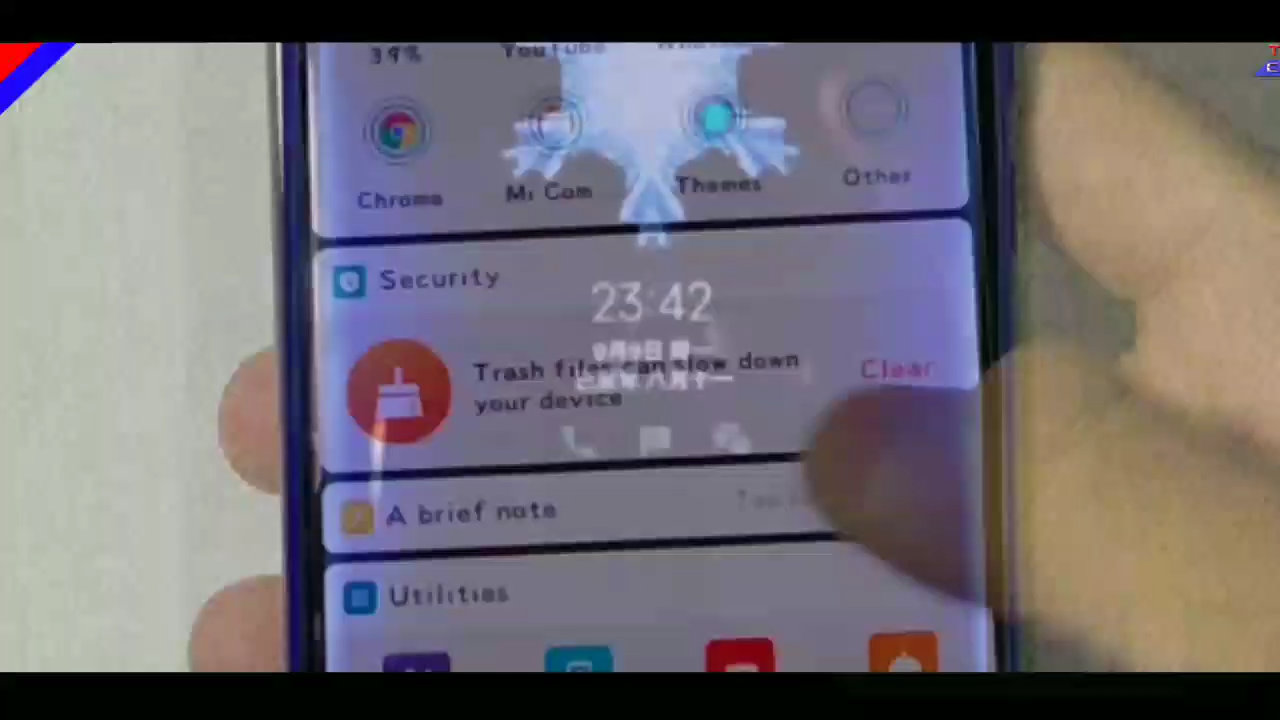 39%
YouTube
Chrome
Mi Com
Themes
Other
Security
23:42
Trash files can slow down
your device
Clear
A brief note
Utilities